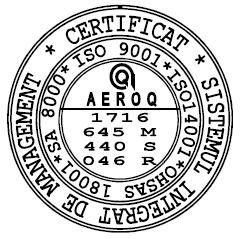 * CERTIFICAT * SISTEMUL INTEGRAT DE MANAGEMENT
*ISO 9001*ISO14001*OHSAS 18001*SA 8000
AEROQ
1716
645 M
440 S
046 R